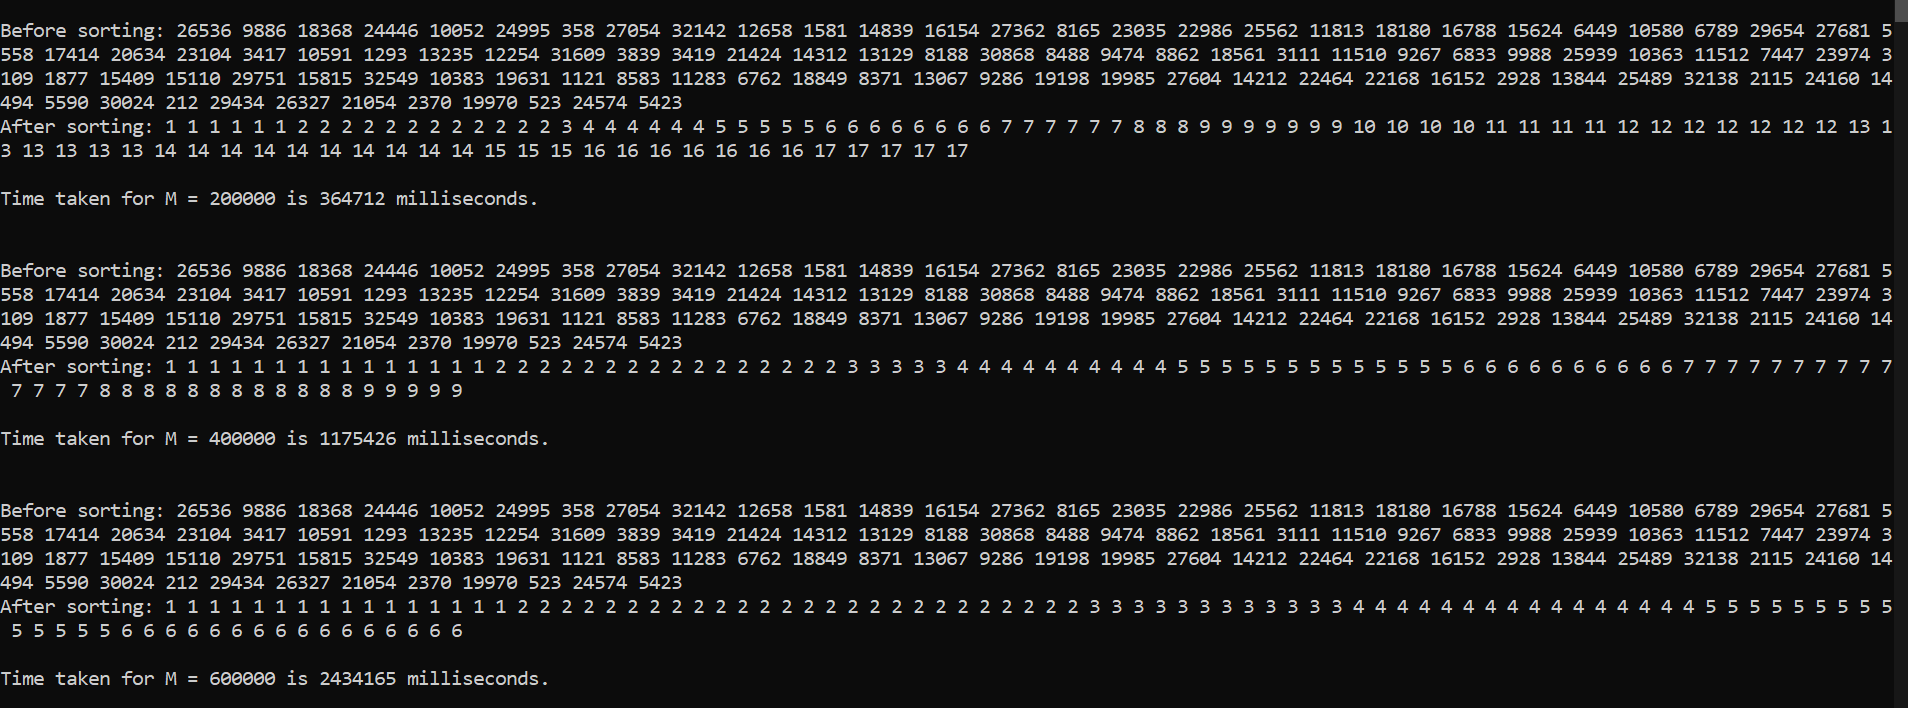 Before sorting: 26536 9886 18368 24446 10052 24995 358 27054 32142 12658 1581 14839 16154 27362 8165 23035 22986 25562 11813 18180 16788 15624 6449 10580 6789 29654 27681 5
558 17414 20634 23104 3417 10591 1293 13235 12254 31609 3839 3419 21424 14312 13129 8188 30868 8488 9474 8862 18561 3111 11510 9267 6833 9988 25939 10363 11512 7447 23974 3
109 1877 15409 15110 29751 15815 32549 10383 19631 1121 8583 11283 6762 18849 8371 13067 9286 19198 19985 27604 14212 22464 22168 16152 2928 13844 25489 32138 2115 24160 14
494 5590 30024 212 29434 26327 21054 2370 19970 523 24574 5423
After sorting: 1 1 1 1 1 1 2 2 2 2 2 2 2 2 2 2 2 2 3 4 4 4 4 4 4 5 5 5 5 5 6 6 6 6 6 6 6 6 7 7 7 7 7 7 8 8 8 9 9 9 9 9 9 9 10 10 10 10 11 11 11 11 12 12 12 12 12 12 12 13 1
3 13 13 13 13 14 14 14 14 14 14 14 14 14 14 15 15 15 16 16 16 16 16 16 16 17 17 17 17 17
Time taken for M = 200000 is 364712 milliseconds.
Before sorting: 26536 9886 18368 24446 10052 24995 358 27054 32142 12658 1581 14839 16154 27362 8165 23035 22986 25562 11813 18180 16788 15624 6449 10580 6789 29654 27681 5
558 17414 20634 23104 3417 10591 1293 13235 12254 31609 3839 3419 21424 14312 13129 8188 30868 8488 9474 8862 18561 3111 11510 9267 6833 9988 25939 10363 11512 7447 23974 3
109 1877 15409 15110 29751 15815 32549 10383 19631 1121 8583 11283 6762 18849 8371 13067 9286 19198 19985 27604 14212 22464 22168 16152 2928 13844 25489 32138 2115 24160 14
494 5590 30024 212 29434 26327 21054 2370 19970 523 24574 5423
After sorting: 1 1 1 1 1 1 1 1 1 1 1 1 1 1 1 2 2 2 2 2 2 2 2 2 2 2 2 2 2 2 2 3 3 3 3 3 4 4 4 4 4 4 4 4 4 4 5 5 5 5 5 5 5 5 5 5 5 5 5 6 6 6 6 6 6 6 6 6 6 7 7 7 7 7 7 7 7 7 7
7 7 7 7 8 8 8 8 8 8 8 8 8 8 8 8 9 9 9 9 9
Time taken for M = 400000 is 1175426 milliseconds.
Before sorting: 26536 9886 18368 24446 10052 24995 358 27054 32142 12658 1581 14839 16154 27362 8165 23035 22986 25562 11813 18180 16788 15624 6449 10580 6789 29654 27681 5
558 17414 20634 23104 3417 10591 1293 13235 12254 31609 3839 3419 21424 14312 13129 8188 30868 8488 9474 8862 18561 3111 11510 9267 6833 9988 25939 10363 11512 7447 23974 3
109 1877 15409 15110 29751 15815 32549 10383 19631 1121 8583 11283 6762 18849 8371 13067 9286 19198 19985 27604 14212 22464 22168 16152 2928 13844 25489 32138 2115 24160 14
494 5590 30024 212 29434 26327 21054 2370 19970 523 24574 5423
After sorting: 1 1 1 1 1 1 1 1 1 1 1 1 1 1 1 1 2 2 2 2 2 2 2 2 2 2 2 2 2 2 2 2 2 2 2 2 2 2 2 2 2 2 3 3 3 3 3 3 3 3 3 3 3 3 4 4 4 4 4 4 4 4 4 4 4 4 4 4 4 4 5 5 5 5 5 5 5 5 5
5 5 5 5 5 6 6 6 6 6 6 6 6 6 6 6 6 6 6 6 6
Time taken for M = 600000 is 2434165 milliseconds.